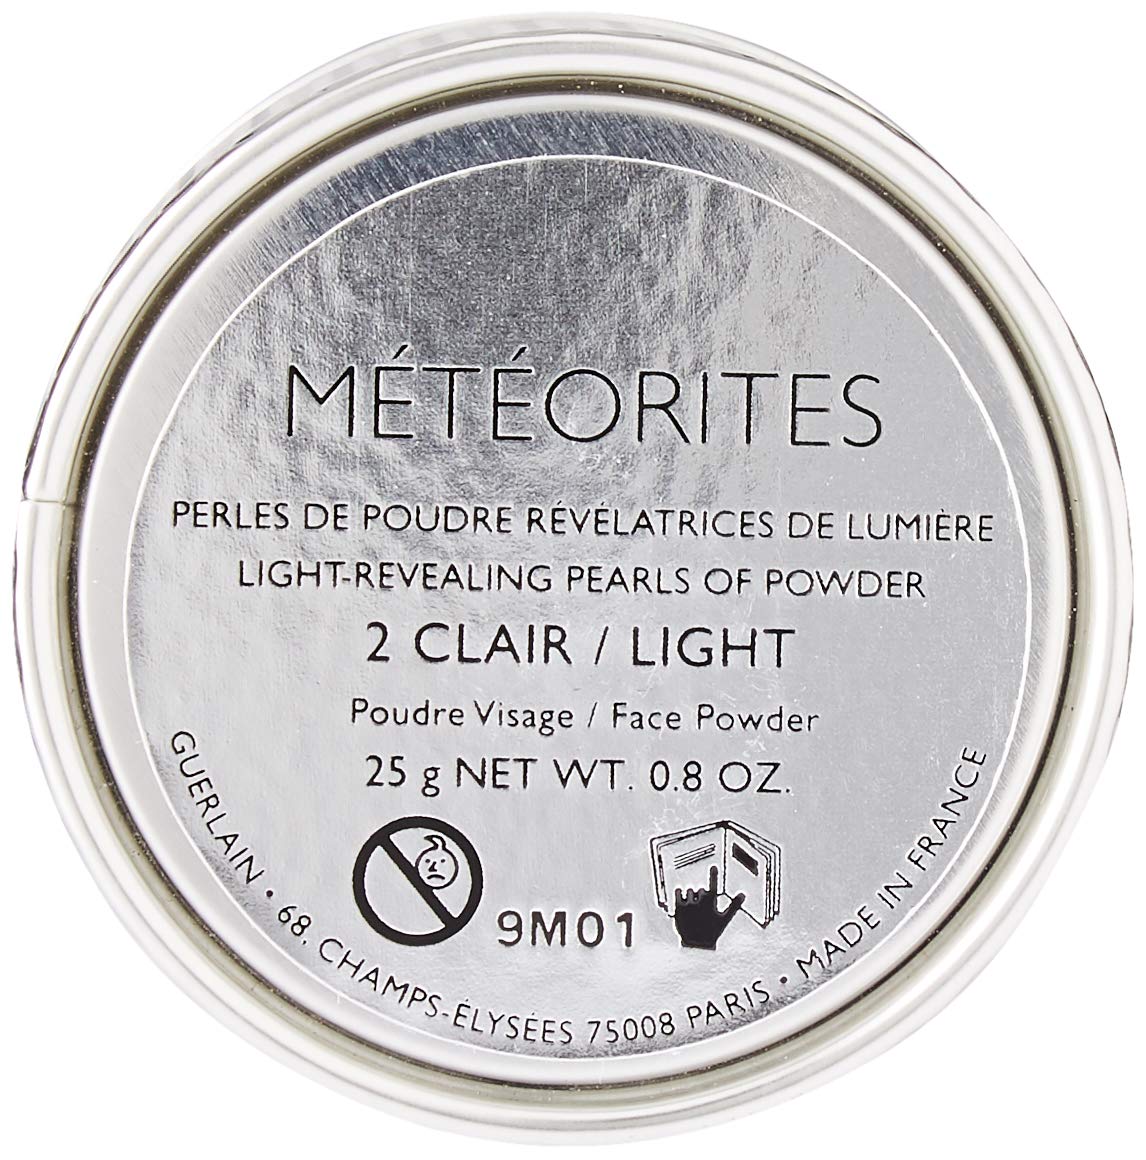 MÉTÉORITES
PERLES DE POUDRE RÉVÉLATRICES DE LUMIÈRE
LIGHT-REVEALING PEARLS OF POWDER
2 CLAIR / LIGHT
Poudre Visage / Face Powder
25 g NET WT. 0.8 OZ.
9M01
GUERLAIN • 68, CHAMPS-ÉLYSÉES 75008 PARIS • MADE IN FRANCE